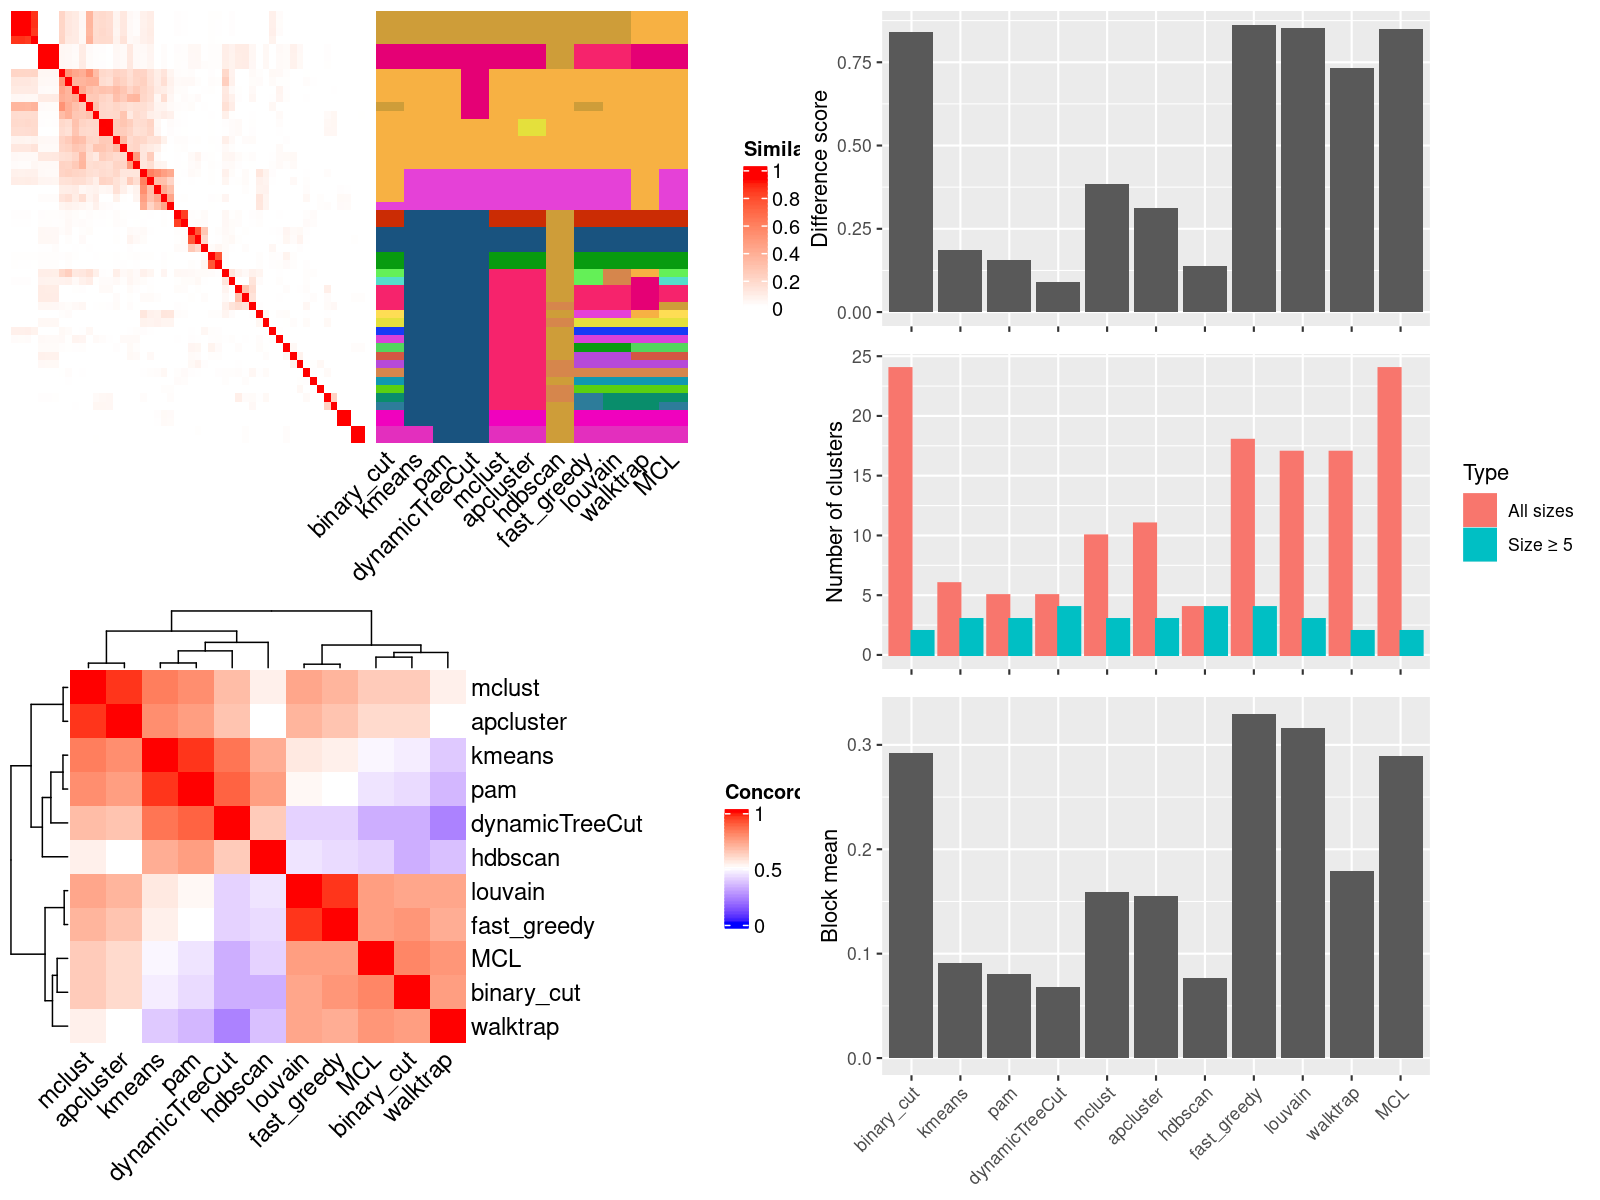 Simila
1
0.8
0.6
0.4
0.2
0
binary_cut
kmeans
pam
dynamicTreeCut
mclust
apcluster
hdbscan
fast_greedy
louvain
walktrap
MCL
mclust
apcluster
kmeans
pam
dynamicTreeCut
hdbscan
louvain
fast_greedy
MCL
binary_cut
walktrap
mclust
apcluster
kmeans
pam
dynamicTreeCut
hdbscan
louvain
fast_greedy
MCL
binary_cut
walktrap
Concord
1
0.5
0
Difference score
0.75
0.50
0.25
0.00
Number of clusters
25
20
15
10
5
0
Type
All sizes
Size ≥ 5
Block mean
0.3
0.2
0.1
0.0
binary_cut
kmeans
pam
dynamicTreeCut
mclust
apcluster
hdbscan
fast_greedy
louvain
walktrap
MCL